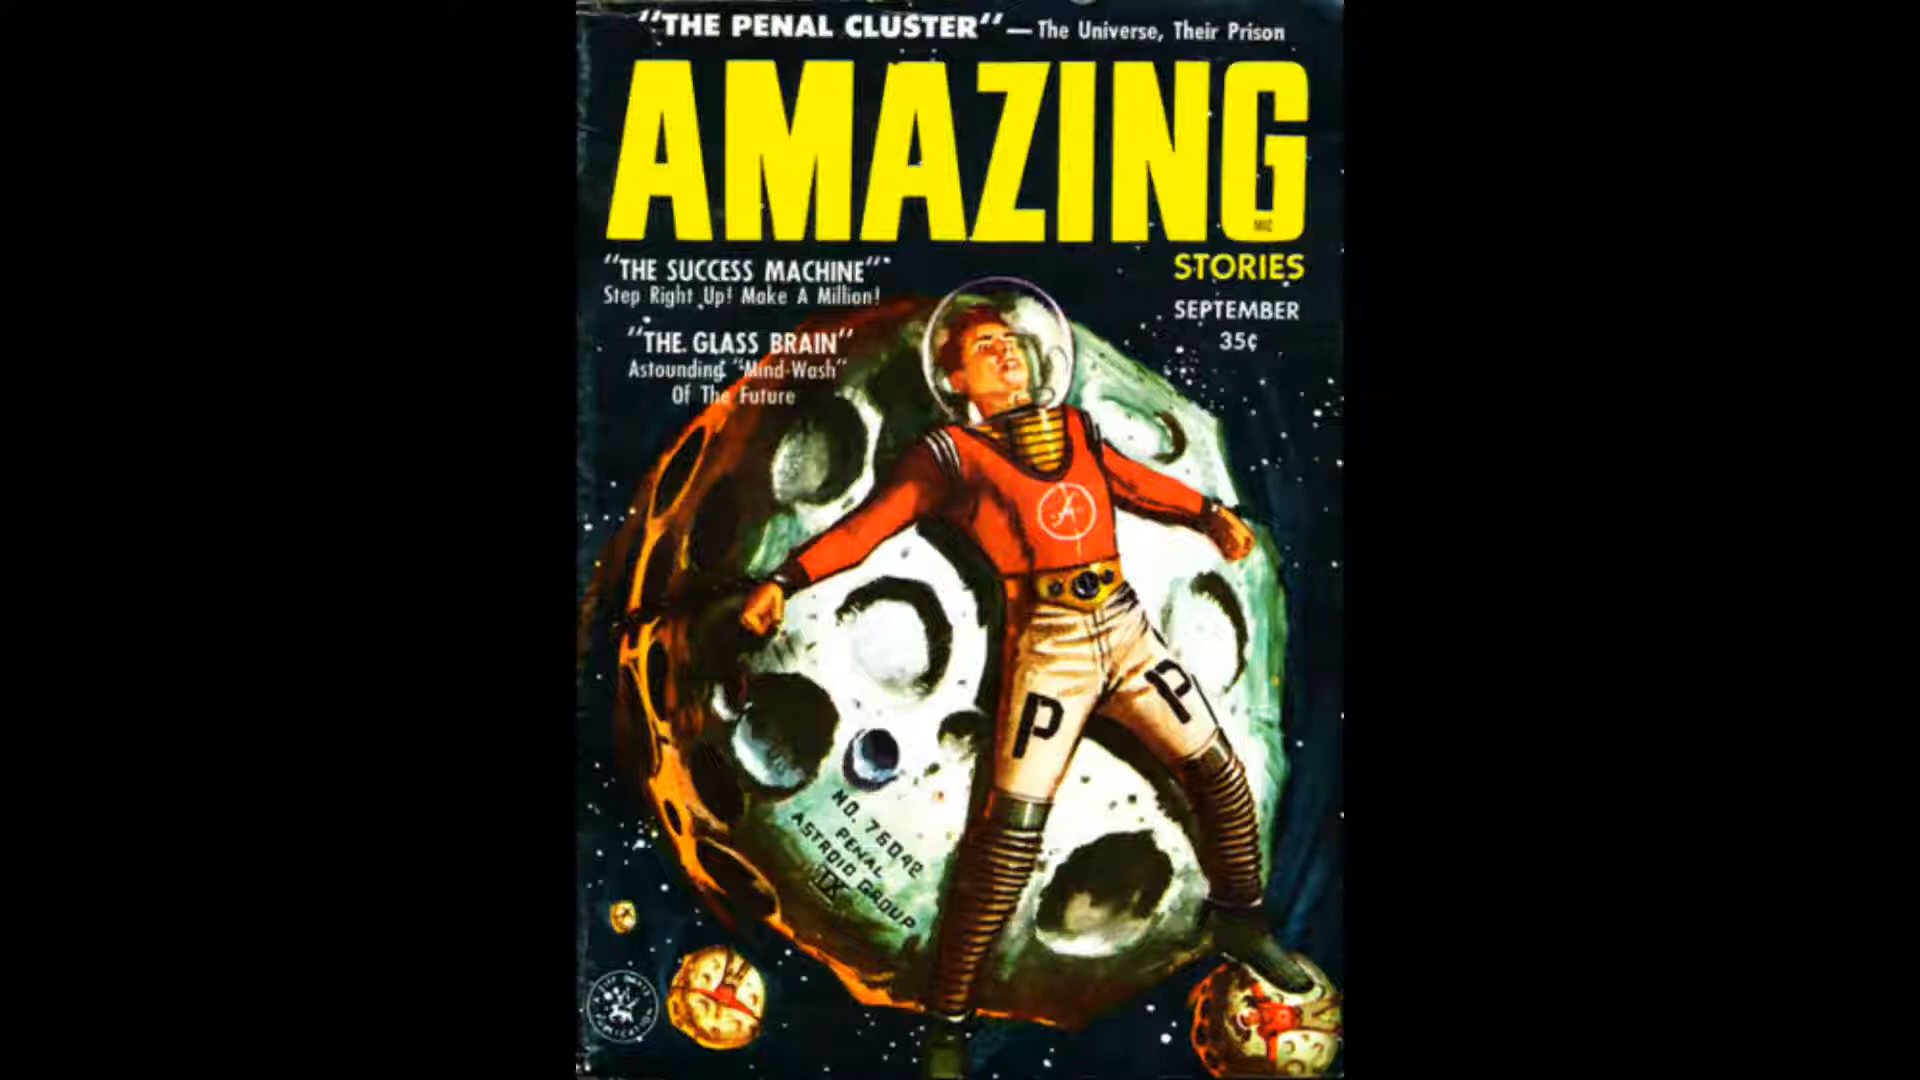 "THE PENAL CLUSTER" — The Universe, Their Prison
AMAZING
STORIES
SEPTEMBER
35¢
"THE SUCCESS MACHINE"
Step Right Up! Make A Million!
"THE GLASS BRAIN"
Astounding "Mind-Wash"
Of The Future
P P
NO. 76042
PENAL
ASTROID GROUP
IX